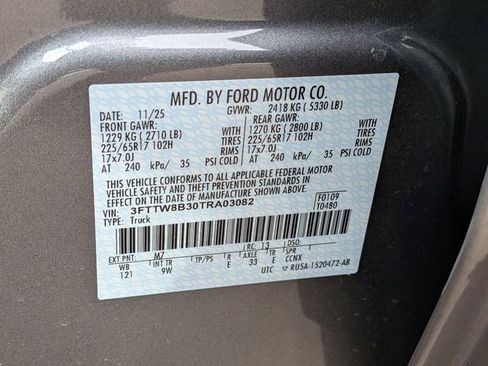 MFD. BY FORD MOTOR CO.
DATE: 11/25 GVWR: 2418 KG ( 5330 LB)
FRONT GAWR: REAR GAWR:
1229 KG ( 2710 LB) WITH 1270 KG ( 2800 LB) WITH
225/65R17 102H TIRES 225/65R17 102H TIRES
17x7.0J RIMS 17x7.0J RIMS
AT 240 kPa/ 35 PSI COLD AT 240 kPa/ 35 PSI COLD
THIS VEHICLE CONFORMS TO ALL APPLICABLE FEDERAL MOTOR
VEHICLE SAFETY AND THEFT PREVENTION STANDARDS IN
EFFECT ON THE DATE OF MANUFACTURE SHOWN ABOVE.
VIN: 3FTTW8B30TRA03082 F0109
TYPE: Truck T0480
EXT PNT: M7 RC: 13 DSO:
WB INT TR TP/PS R AXLE TR SPR
121 9W E 33 E CCNX
UTC RU5A-1520472-AB